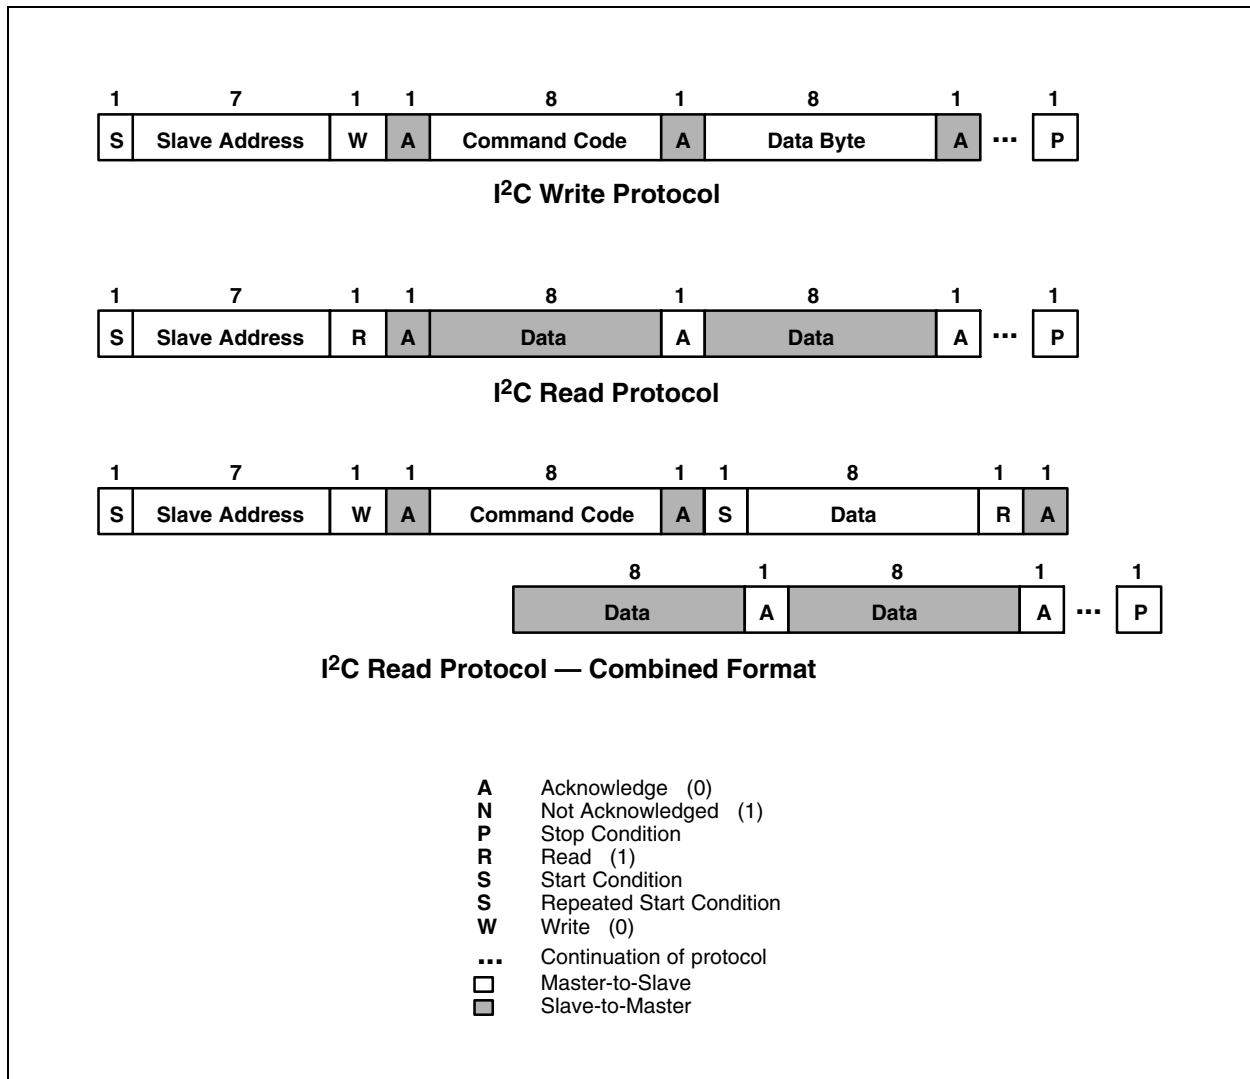 1 7 1 1 8 1 8 1 1
S Slave Address W A Command Code A Data Byte A ... P
I²C Write Protocol
1 7 1 1 8 1 8 1 1
S Slave Address R A Data A Data A ... P
I²C Read Protocol
1 7 1 1 8 1 1 8 1 1
S Slave Address W A Command Code A S Data R A
8 1 8 1 1
Data A Data A ... P
I²C Read Protocol — Combined Format
A Acknowledge (0)
N Not Acknowledged (1)
P Stop Condition
R Read (1)
S Start Condition
S Repeated Start Condition
W Write (0)
... Continuation of protocol
Master-to-Slave
Slave-to-Master